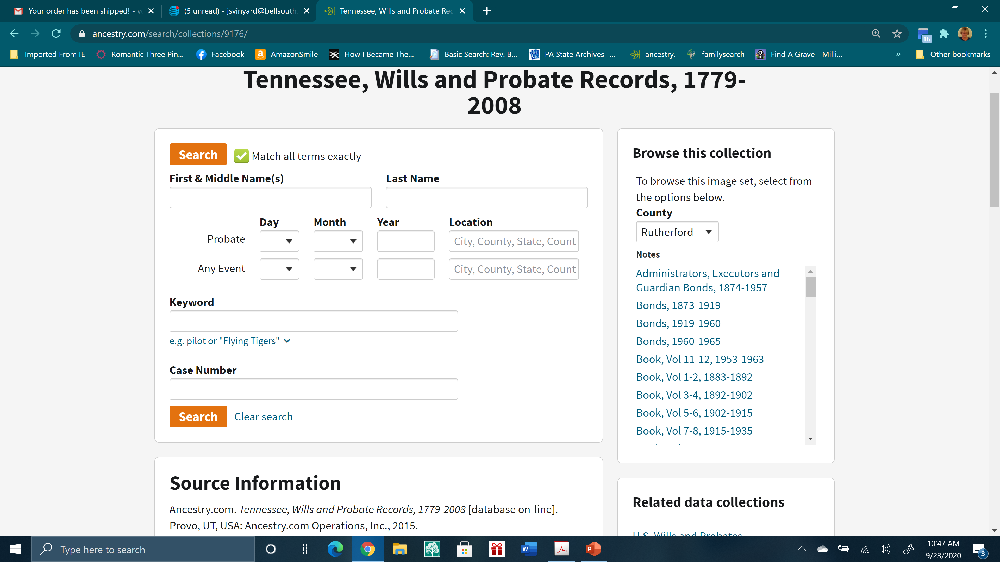 Your order has been shipped! - v
(5 unread) - jsvinyard@bellsouth.
Tennessee, Wills and Probate Rec
ancestry.com/search/collections/9176/
1h
Imported From IE
Romantic Three Pin...
Facebook
AmazonSmile
How I Became The...
Basic Search: Rev. B...
PA State Archives -...
ancestry.
familysearch
Find A Grave - Milli...
»
Other bookmarks
Tennessee, Wills and Probate Records, 1779-
2008
Search
Match all terms exactly
First & Middle Name(s)
Last Name
Day
Month
Year
Location
Probate
City, County, State, Count
Any Event
City, County, State, Count
Keyword
e.g. pilot or "Flying Tigers"
Case Number
Search
Clear search
Browse this collection
To browse this image set, select from
the options below.
County
Rutherford
Notes
Administrators, Executors and
Guardian Bonds, 1874-1957
Bonds, 1873-1919
Bonds, 1919-1960
Bonds, 1960-1965
Book, Vol 11-12, 1953-1963
Book, Vol 1-2, 1883-1892
Book, Vol 3-4, 1892-1902
Book, Vol 5-6, 1902-1915
Book, Vol 7-8, 1915-1935
Source Information
Ancestry.com. Tennessee, Wills and Probate Records, 1779-2008 [database on-line].
Provo, UT, USA: Ancestry.com Operations, Inc., 2015.
Related data collections
U.S. Wills and Probates
Type here to search
10:47 AM
9/23/2020
3